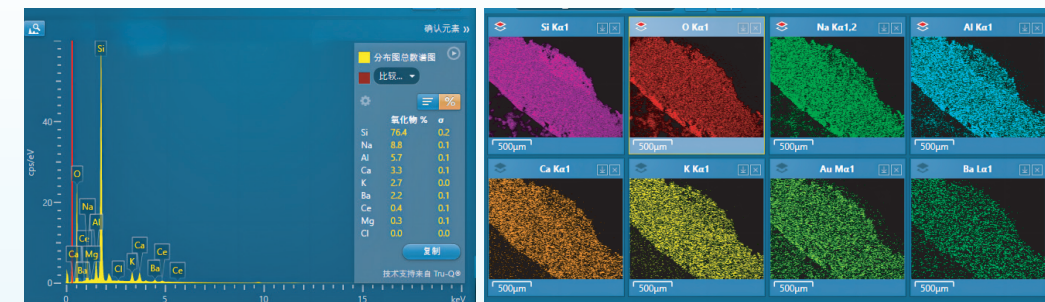 确认元素 »
分布图总数谱图
比较...
%
氧化物 % σ
Si 76.4 0.2
Na 8.8 0.1
Al 5.7 0.1
Ca 3.3 0.1
K 2.7 0.0
Ba 2.2 0.1
Ce 0.4 0.1
Mg 0.3 0.1
Cl 0.0 0.0
复制
技术支持来自 Tru-Q®
cps/eV
40
20
0
Si
O
Na
Al
Ce
Ca
Mg
Ba
Cl
K
Ca
Ba
Ce
Ce
0 5 10 15 keV
Si Kα1
O Kα1
Na Kα1,2
Al Kα1
500μm
500μm
500μm
500μm
Ca Kα1
K Kα1
Au Mα1
Ba Lα1
500μm
500μm
500μm
500μm